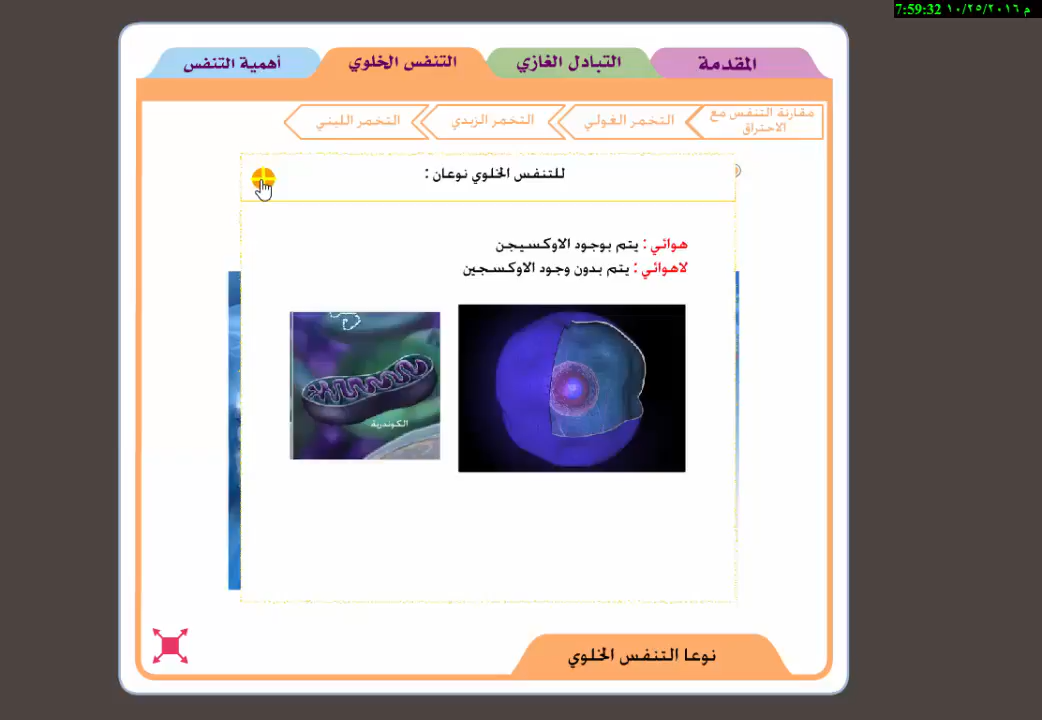 7:59:32 م ١٠/٢٥/٢٠١٦
المقدمة
التبادل الغازي
التنفس الخلوي
أهمية التنفس
مقارنة التنفس مع
الاحتراق
التخمر الغولي
التخمر الزبدي
التخمر اللبني
للتنفس الخلوي نوعان :
هوائي : يتم بوجود الاوكسيجن
لاهوائي : يتم بدون وجود الاوكسجين
الكوندرية
نوعا التنفس الخلوي